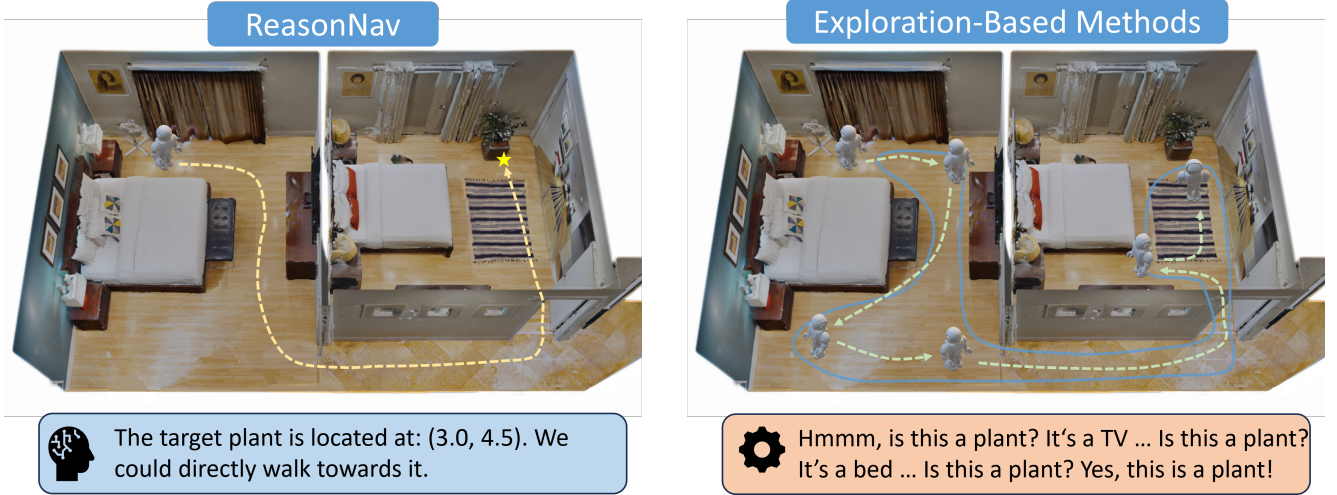 ReasonNav
Exploration-Based Methods
The target plant is located at: (3.0, 4.5). We
could directly walk towards it.
Hmmm, is this a plant? It‘s a TV ... Is this a plant?
It’s a bed ... Is this a plant? Yes, this is a plant!